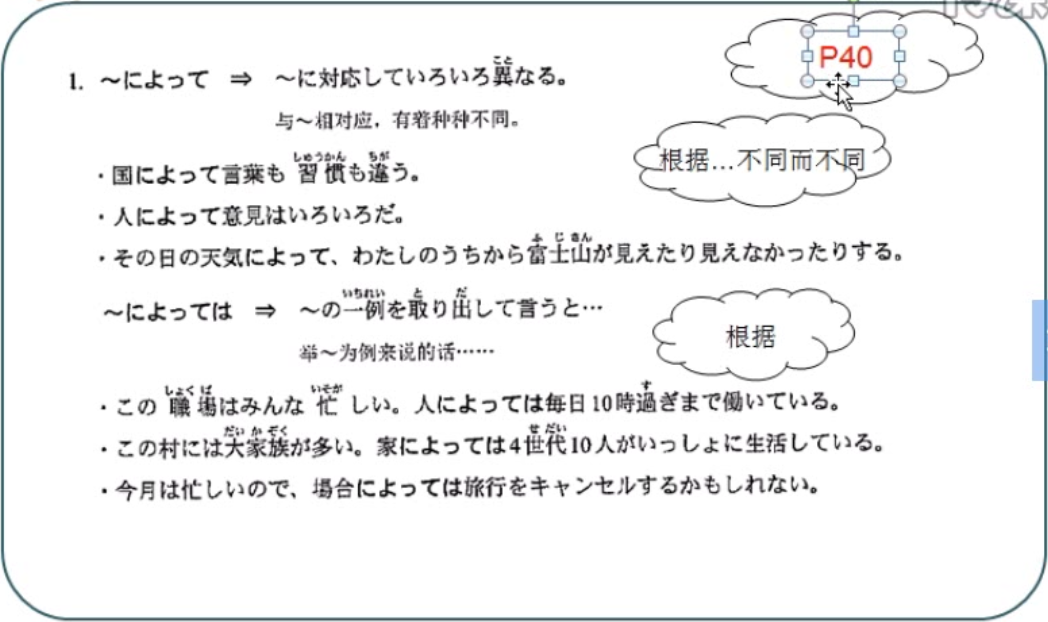 P40
1. ～によって ⇒ ～に対応していろいろ異なる。
こと
与～相对应，有着种种不同。
根据…不同而不同
しゅうかん ちが
・国によって言葉も習慣も違う。
・人によって意見はいろいろだ。
ふ じ さん
・その日の天気によって、わたしのうちから富士山が見えたり見えなかったりする。
いちれい と だ
～によっては ⇒ ～の一例を取り出して言うと…
举～为例来说的话……
根据
しょく ば いそが す
・この職場はみんな忙しい。人によっては毎日10時過ぎまで働いている。
だい か ぞく せ だい
・この村には大家族が多い。家によっては4世代10人がいっしょに生活している。
・今月は忙しいので、場合によっては旅行をキャンセルするかもしれない。